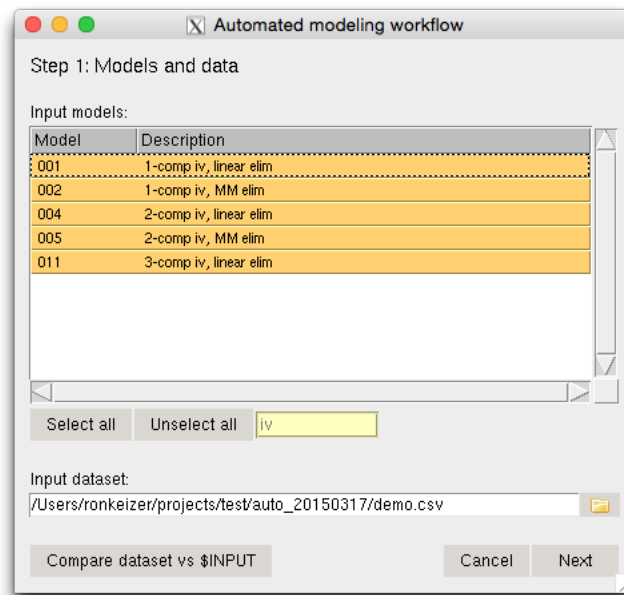 Automated modeling workflow
Step 1: Models and data
Input models:
Model Description
001 1-comp iv, linear elim
002 1-comp iv, MM elim
004 2-comp iv, linear elim
005 2-comp iv, MM elim
011 3-comp iv, linear elim
Select all Unselect all iv
Input dataset:
/Users/ronkeizer/projects/test/auto_20150317/demo.csv
Compare dataset vs $INPUT Cancel Next